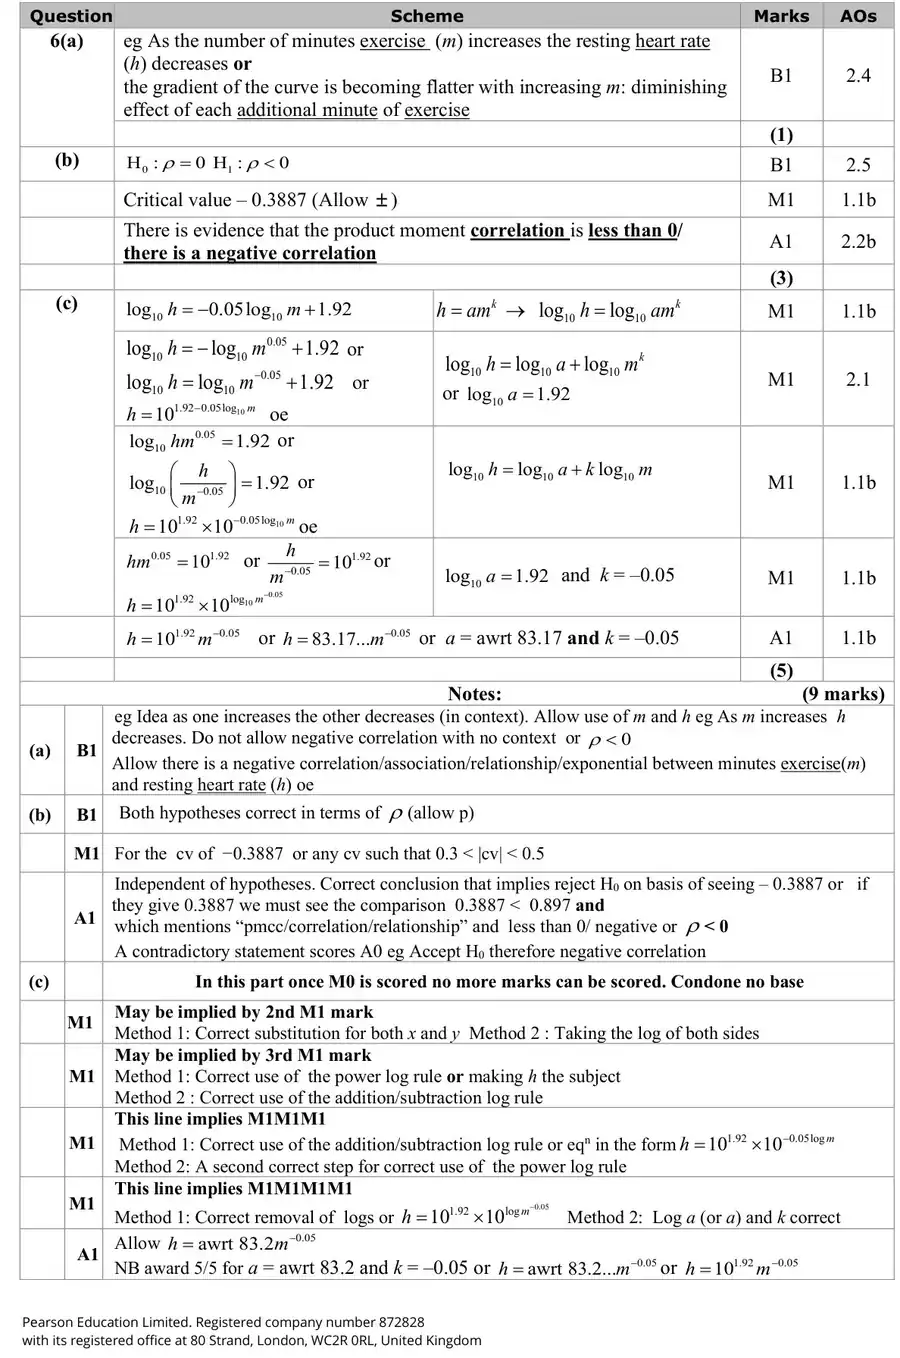 Question Scheme Marks AOs
6(a) eg As the number of minutes exercise (m) increases the resting heart rate
(h) decreases or
the gradient of the curve is becoming flatter with increasing m: diminishing
effect of each additional minute of exercise
B1 2.4
(1)
(b) H₀ : ρ = 0 H₁ : ρ < 0 B1 2.5
Critical value – 0.3887 (Allow ±) M1 1.1b
There is evidence that the product moment correlation is less than 0/
there is a negative correlation
A1 2.2b
(3)
(c) log₁₀ h = −0.05 log₁₀ m + 1.92 h = amᵏ → log₁₀ h = log₁₀ amᵏ M1 1.1b
log₁₀ h = − log₁₀ m^0.05 + 1.92 or
log₁₀ h = log₁₀ m^−0.05 + 1.92 or
h = 10^(1.92−0.05log₁₀ m) oe
log₁₀ h = log₁₀ a + log₁₀ mᵏ
or log₁₀ a = 1.92
M1 2.1
log₁₀ hm^0.05 = 1.92 or
log₁₀ (h / m^−0.05) = 1.92 or
h = 10^1.92 × 10^(−0.05log₁₀ m) oe
log₁₀ h = log₁₀ a + k log₁₀ m
M1 1.1b
hm^0.05 = 10^1.92 or h / m^−0.05 = 10^1.92 or
h = 10^1.92 × 10^(log₁₀ m^−0.05)
log₁₀ a = 1.92 and k = –0.05
M1 1.1b
h = 10^1.92 m^−0.05 or h = 83.17...m^−0.05 or a = awrt 83.17 and k = –0.05 A1 1.1b
(5)
Notes: (9 marks)
(a) B1 eg Idea as one increases the other decreases (in context). Allow use of m and h eg As m increases h
decreases. Do not allow negative correlation with no context or ρ < 0
Allow there is a negative correlation/association/relationship/exponential between minutes exercise(m)
and resting heart rate (h) oe
(b) B1 Both hypotheses correct in terms of ρ (allow p)
M1 For the cv of −0.3887 or any cv such that 0.3 < |cv| < 0.5
A1 Independent of hypotheses. Correct conclusion that implies reject H₀ on basis of seeing – 0.3887 or if
they give 0.3887 we must see the comparison 0.3887 < 0.897 and
which mentions “pmcc/correlation/relationship” and less than 0/ negative or ρ < 0
A contradictory statement scores A0 eg Accept H₀ therefore negative correlation
(c) In this part once M0 is scored no more marks can be scored. Condone no base
M1 May be implied by 2nd M1 mark
Method 1: Correct substitution for both x and y Method 2 : Taking the log of both sides
May be implied by 3rd M1 mark
M1 Method 1: Correct use of the power log rule or making h the subject
Method 2 : Correct use of the addition/subtraction log rule
This line implies M1M1M1
M1 Method 1: Correct use of the addition/subtraction log rule or eqⁿ in the form h = 10^1.92 × 10^(−0.05log m)
Method 2: A second correct step for correct use of the power log rule
This line implies M1M1M1M1
M1 Method 1: Correct removal of logs or h = 10^1.92 × 10^(log m^−0.05) Method 2: Log a (or a) and k correct
A1 Allow h = awrt 83.2m^−0.05
NB award 5/5 for a = awrt 83.2 and k = –0.05 or h = awrt 83.2...m^−0.05 or h = 10^1.92 m^−0.05
Pearson Education Limited. Registered company number 872828
with its registered office at 80 Strand, London, WC2R 0RL, United Kingdom